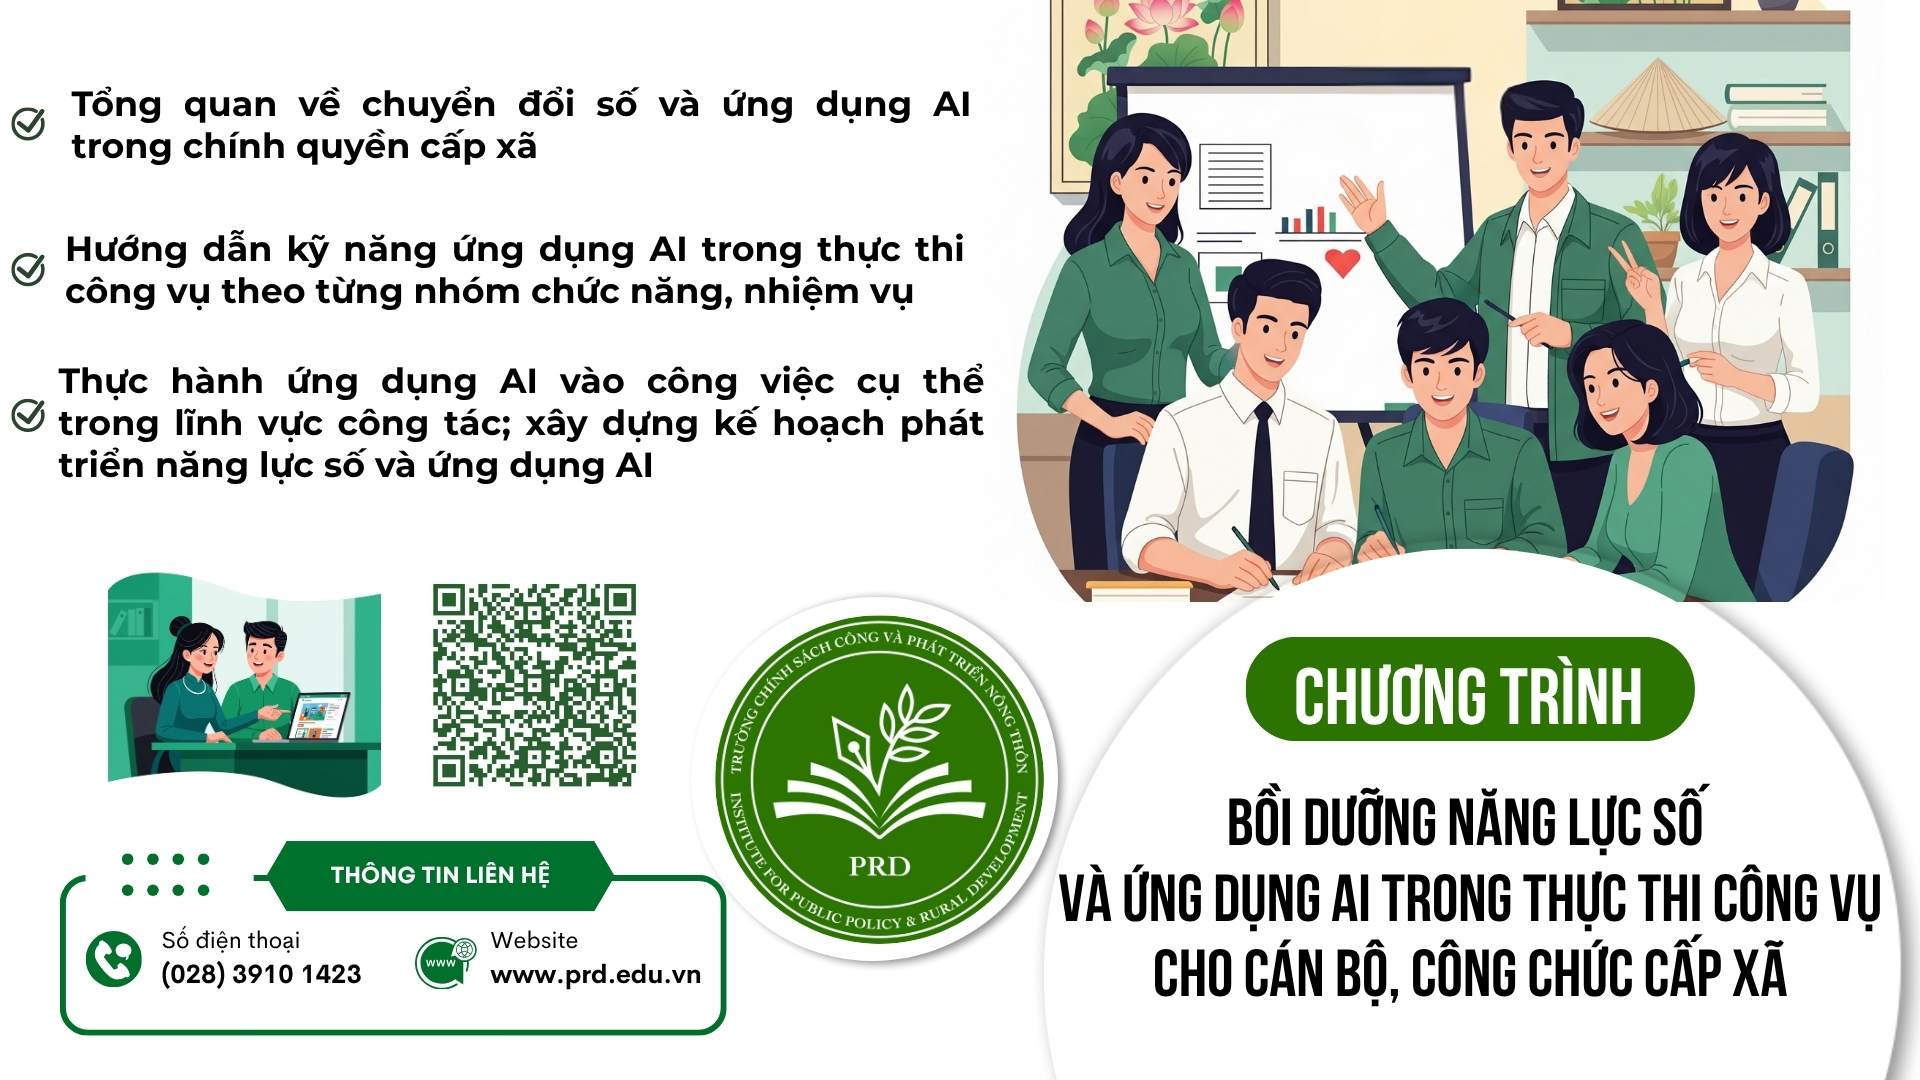 Tổng quan về chuyển đổi số và ứng dụng AI
trong chính quyền cấp xã
Hướng dẫn kỹ năng ứng dụng AI trong thực thi
công vụ theo từng nhóm chức năng, nhiệm vụ
Thực hành ứng dụng AI vào công việc cụ thể
trong lĩnh vực công tác; xây dựng kế hoạch phát
triển năng lực số và ứng dụng AI
THÔNG TIN LIÊN HỆ
Số điện thoại
(028) 3910 1423
www
Website
www.prd.edu.vn
TRƯỜNG CHÍNH SÁCH CÔNG VÀ PHÁT TRIỂN NÔNG THÔN
PRD
INSTITUTE FOR PUBLIC POLICY & RURAL DEVELOPMENT
CHƯƠNG TRÌNH
BỒI DƯỠNG NĂNG LỰC SỐ
VÀ ỨNG DỤNG AI TRONG THỰC THI CÔNG VỤ
CHO CÁN BỘ, CÔNG CHỨC CẤP XÃ